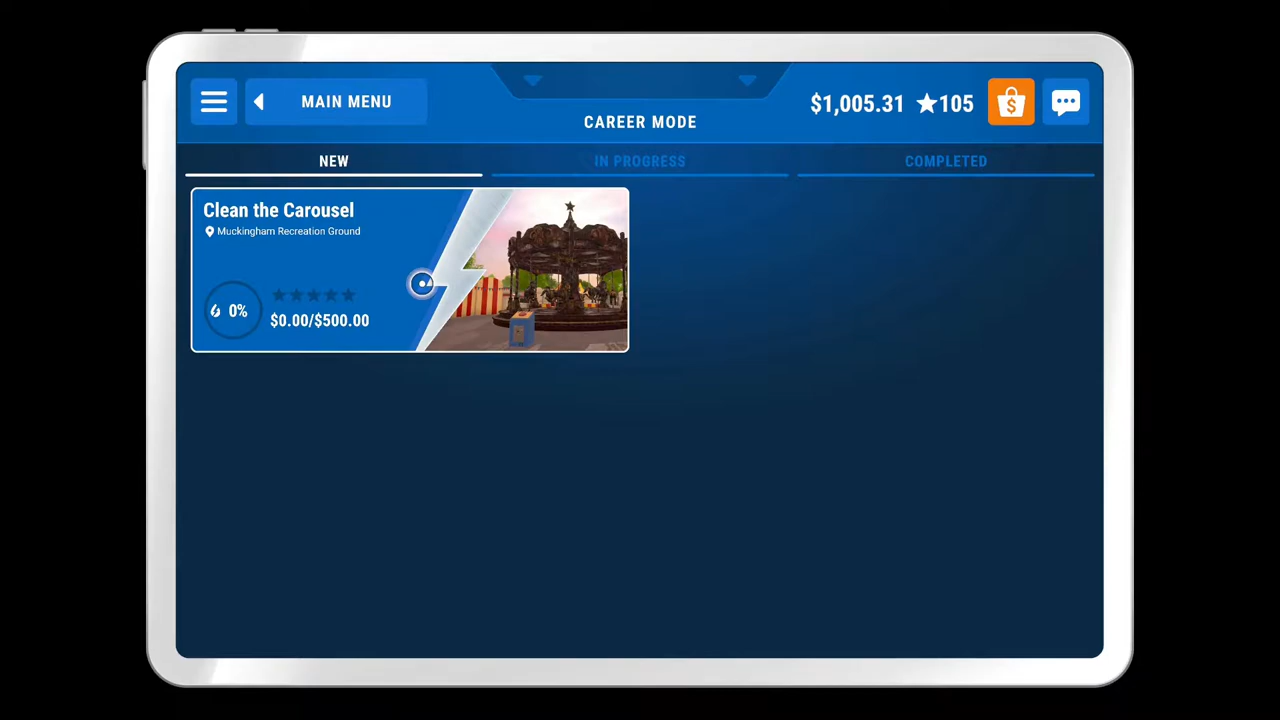 MAIN MENU
CAREER MODE
$1,005.31 ★105
NEW
IN PROGRESS
COMPLETED
Clean the Carousel
Muckingham Recreation Ground
0%
$0.00/$500.00